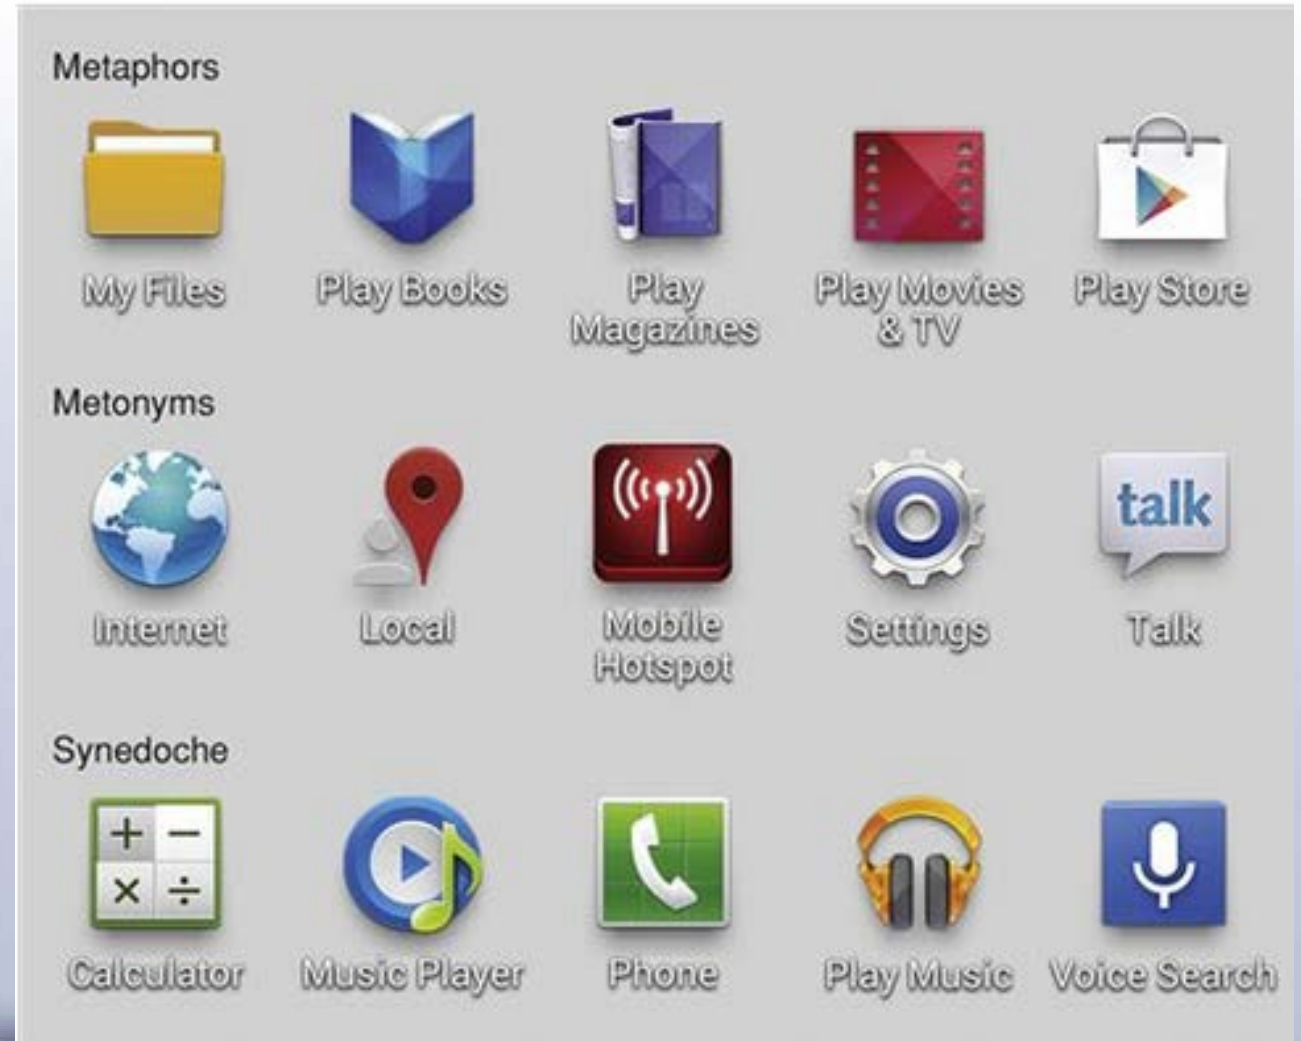 Metaphors
My Files
Play Books
Play
Magazines
Play Movies
& TV
Play Store
Metonyms
Internet
Local
Mobile
Hotspot
Settings
talk
Talk
Synedoche
+ −
× ÷
Calculator
Music Player
Phone
Play Music
Voice Search